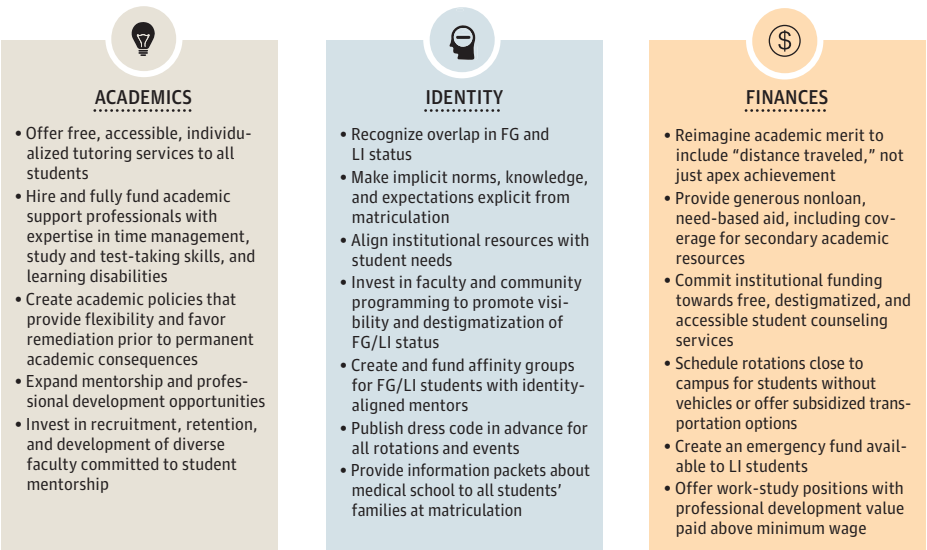 $
ACADEMICS
• Offer free, accessible, individu-
alized tutoring services to all
students
• Hire and fully fund academic
support professionals with
expertise in time management,
study and test-taking skills, and
learning disabilities
• Create academic policies that
provide flexibility and favor
remediation prior to permanent
academic consequences
• Expand mentorship and profes-
sional development opportunities
• Invest in recruitment, retention,
and development of diverse
faculty committed to student
mentorship
IDENTITY
• Recognize overlap in FG and
LI status
• Make implicit norms, knowledge,
and expectations explicit from
matriculation
• Align institutional resources with
student needs
• Invest in faculty and community
programming to promote visi-
bility and destigmatization of
FG/LI status
• Create and fund affinity groups
for FG/LI students with identity-
aligned mentors
• Publish dress code in advance for
all rotations and events
• Provide information packets about
medical school to all students’
families at matriculation
FINANCES
• Reimagine academic merit to
include “distance traveled,” not
just apex achievement
• Provide generous nonloan,
need-based aid, including cov-
erage for secondary academic
resources
• Commit institutional funding
towards free, destigmatized, and
accessible student counseling
services
• Schedule rotations close to
campus for students without
vehicles or offer subsidized trans-
portation options
• Create an emergency fund avail-
able to LI students
• Offer work-study positions with
professional development value
paid above minimum wage